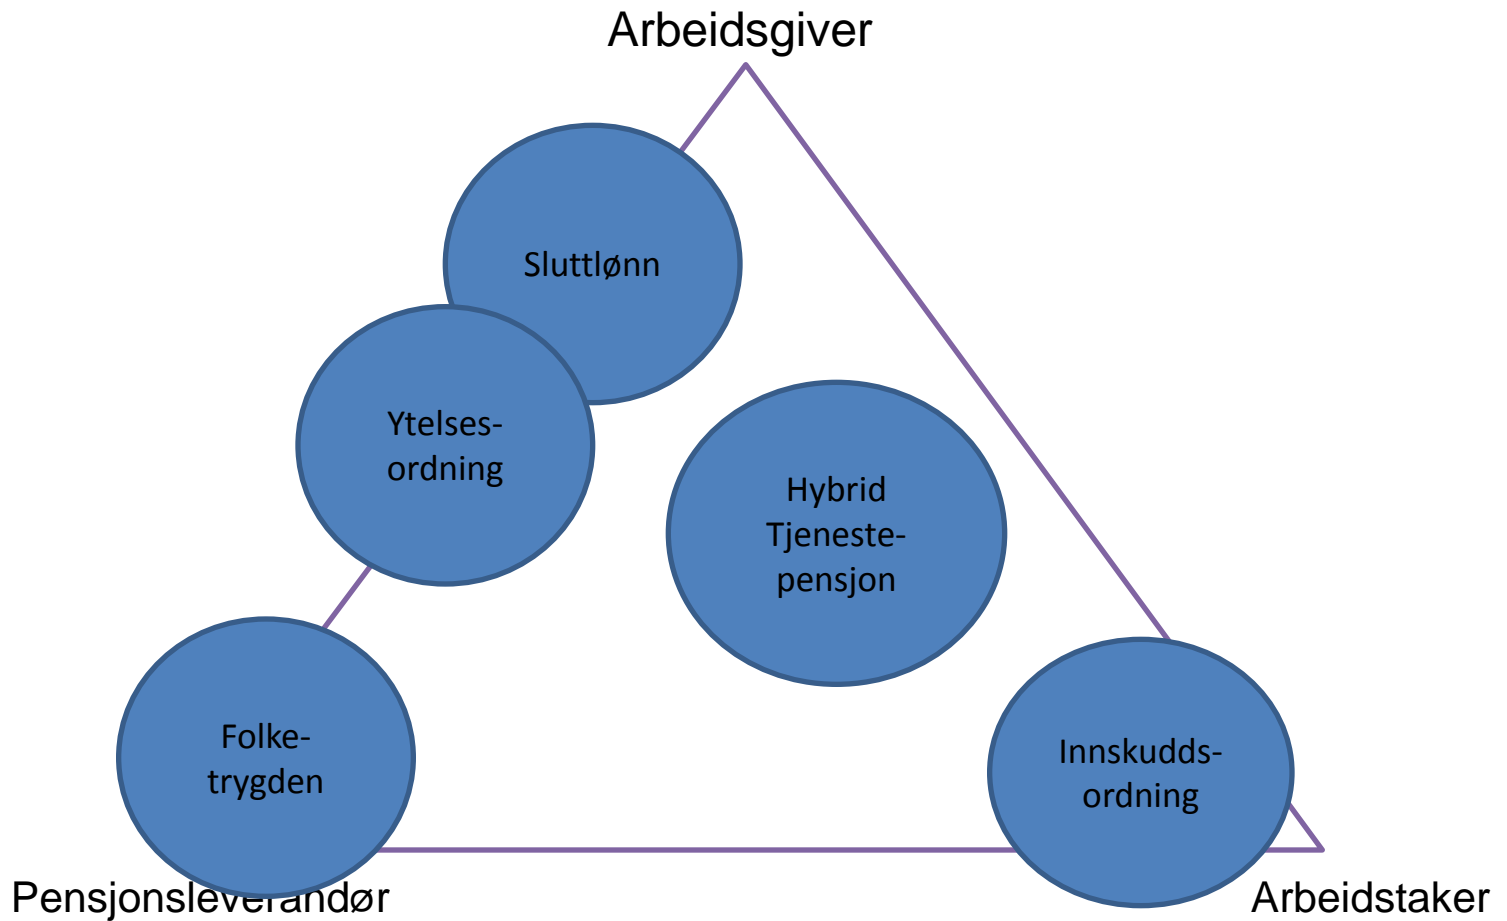 Arbeidsgiver
Sluttlønn
Ytelses-
ordning
Hybrid
Tjeneste-
pensjon
Folke-
trygden
Innskudds-
ordning
Pensjonsleverandør
Arbeidstaker